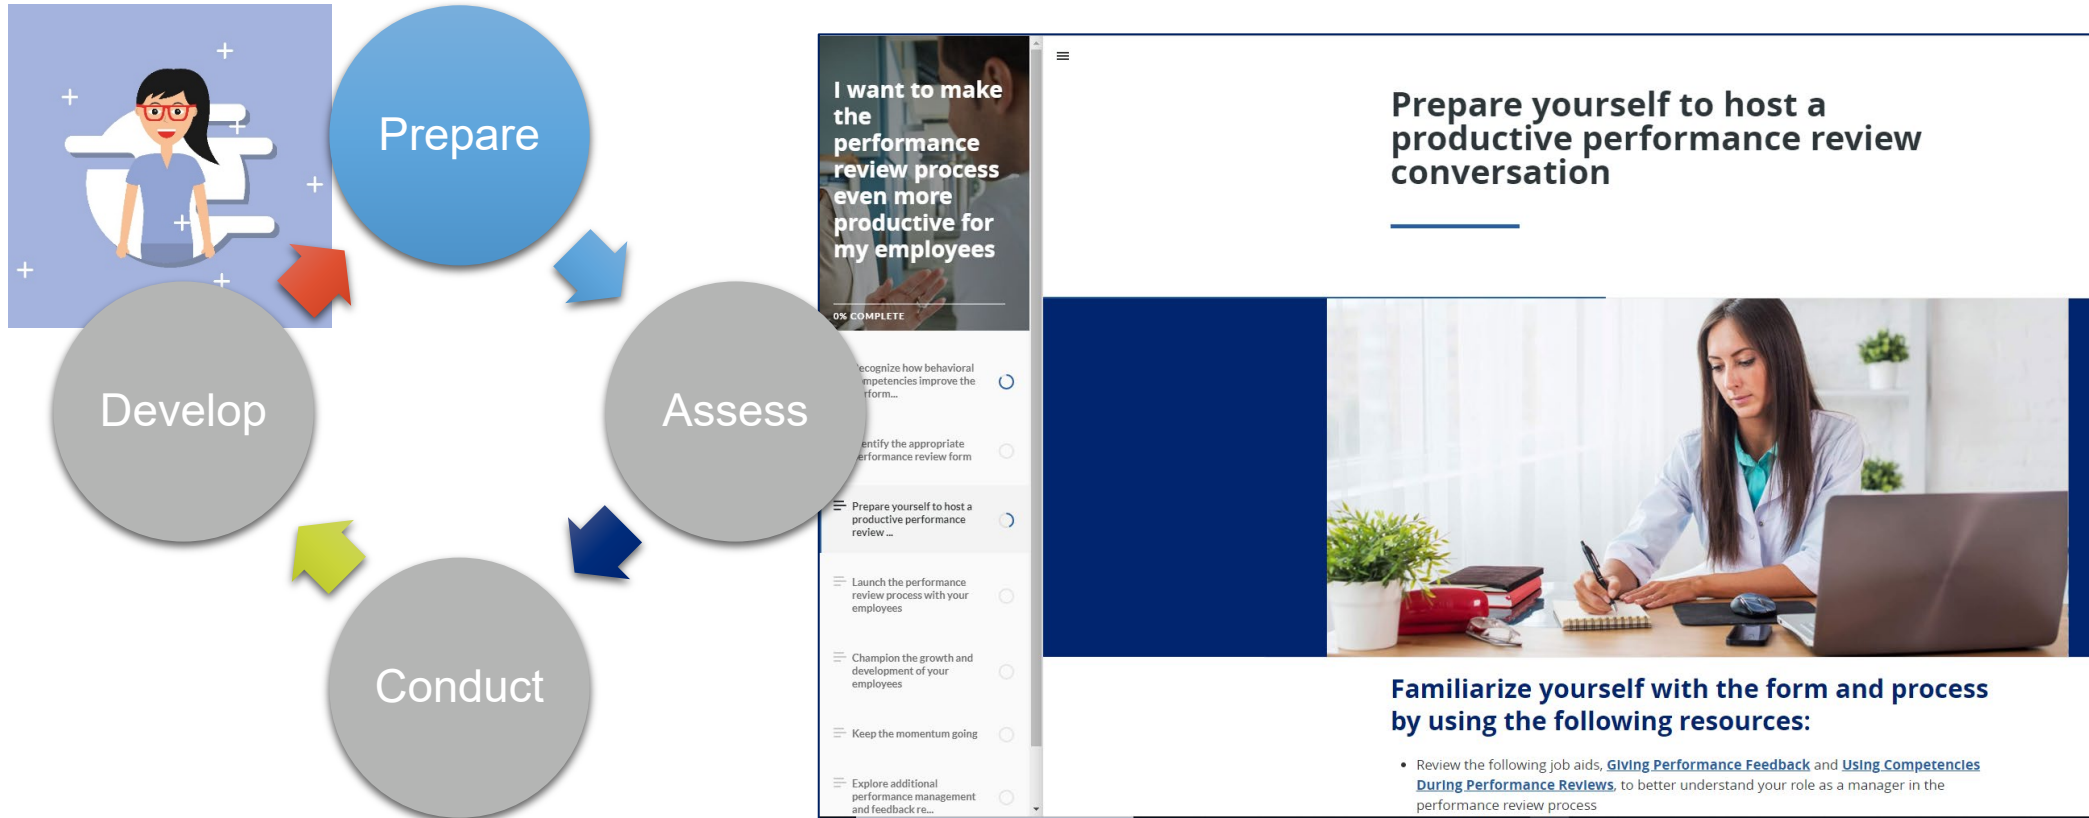 Prepare
Assess
Conduct
Develop
I want to make
the
performance
review process
even more
productive for
my employees
0% COMPLETE
ecognize how behavioral
mpetencies improve the
rform...
entify the appropriate
erformance review form
Prepare yourself to host a
productive performance
review ...
Launch the performance
review process with your
employees
Champion the growth and
development of your
employees
Keep the momentum going
Explore additional
performance management
and feedback re...
Prepare yourself to host a
productive performance review
conversation
Familiarize yourself with the form and process
by using the following resources:
• Review the following job aids, Giving Performance Feedback and Using Competencies
During Performance Reviews, to better understand your role as a manager in the
performance review process